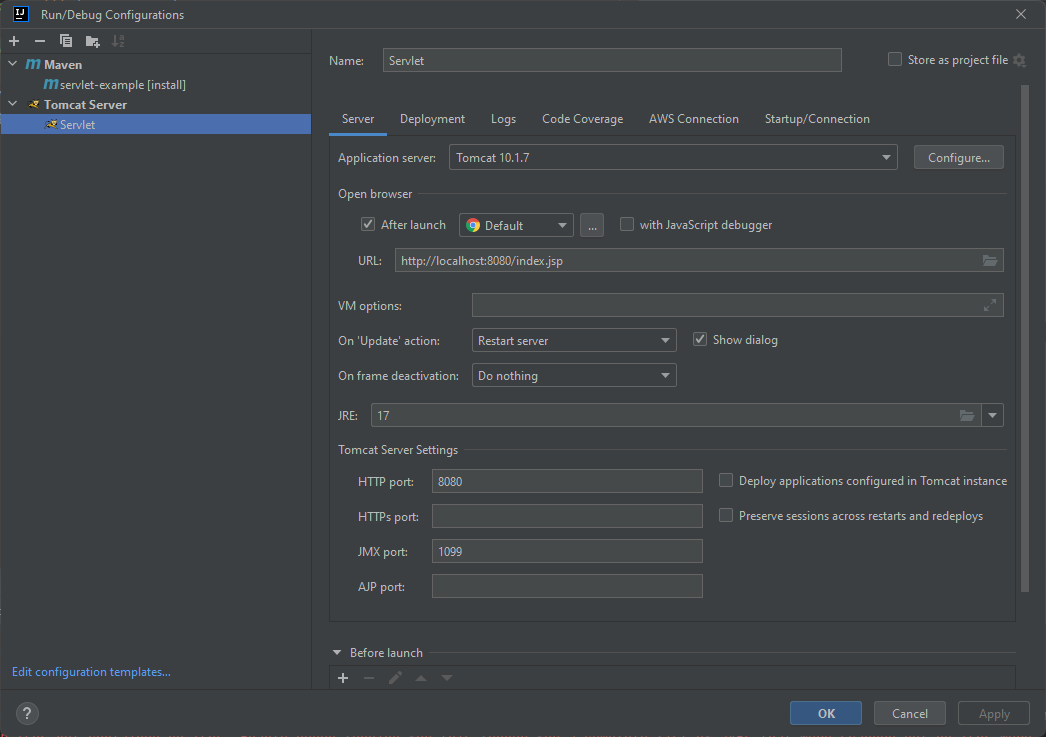 Run/Debug Configurations
Maven
servlet-example [install]
Tomcat Server
Servlet
Edit configuration templates...
Name: Servlet Store as project file
Server Deployment Logs Code Coverage AWS Connection Startup/Connection
Application server: Tomcat 10.1.7 Configure...
Open browser
After launch Default ... with JavaScript debugger
URL: http://localhost:8080/index.jsp
VM options:
On 'Update' action: Restart server Show dialog
On frame deactivation: Do nothing
JRE: 17
Tomcat Server Settings
HTTP port: 8080 Deploy applications configured in Tomcat instance
HTTPs port: Preserve sessions across restarts and redeploys
JMX port: 1099
AJP port:
Before launch
? OK Cancel Apply